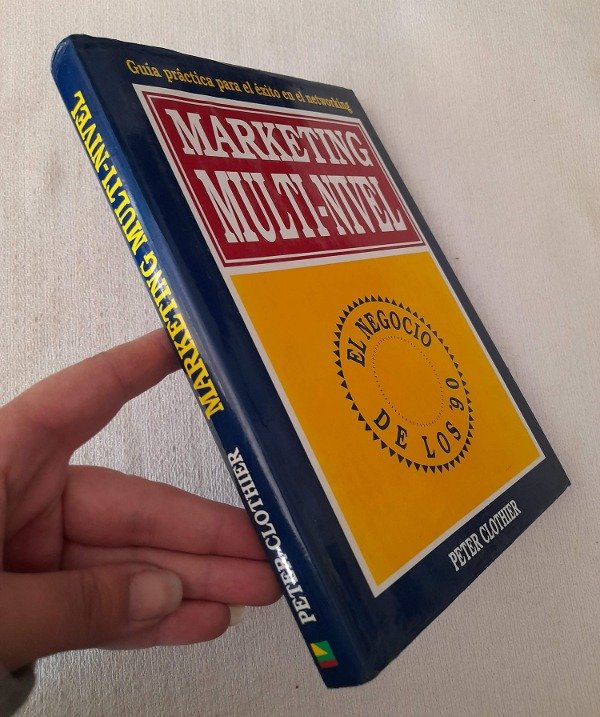 Guía práctica para el éxito en el networking
MARKETING
MULTI-NIVEL
EL NEGOCIO
DE LOS 90
PETER CLOTHIER
MARKETING MULTI-NIVEL
PETER CLOTHIER